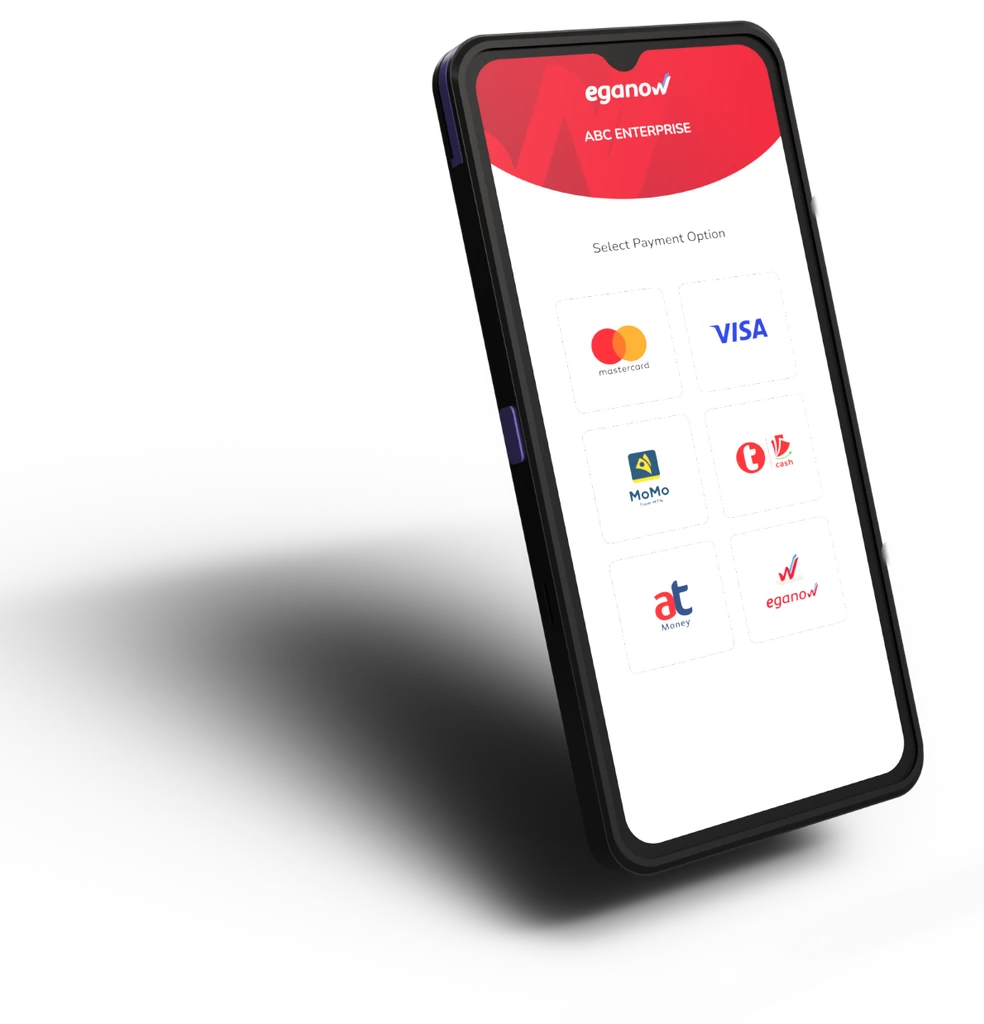 eganow
ABC ENTERPRISE
Select Payment Option
mastercard
VISA
MoMo
t
cash
at
Money
eganow